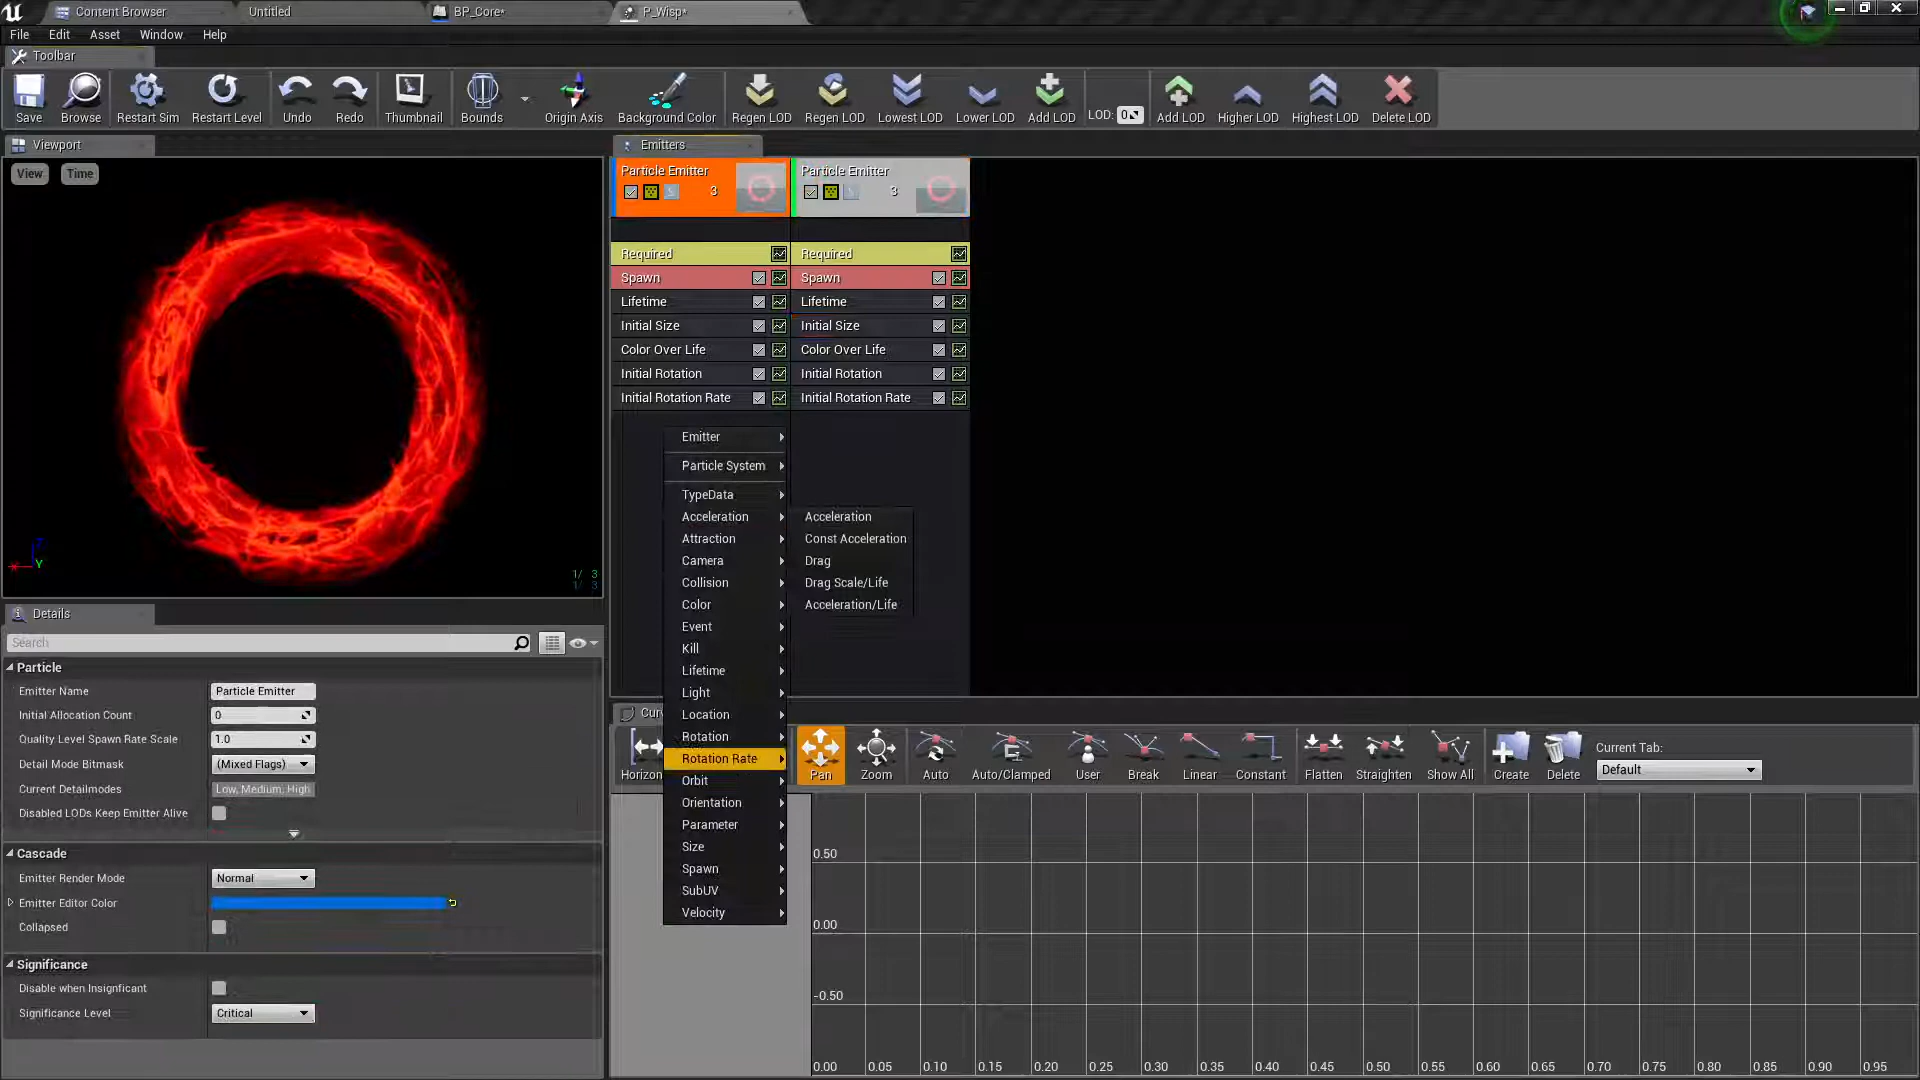 Content Browser
Untitled
BP_Core*
P_Wisp*
File Edit Asset Window Help
Toolbar
Save
Browse
Restart Sim
Restart Level
Undo
Redo
Thumbnail
Bounds
Origin Axis
Background Color
Regen LOD
Regen LOD
Lowest LOD
Lower LOD
Add LOD
LOD: 0
Add LOD
Higher LOD
Highest LOD
Delete LOD
Viewport
View
Time
Z
X
Y
1/ 3
1/ 3
Emitters
Particle Emitter
3
Particle Emitter
3
Required
Spawn
Lifetime
Initial Size
Color Over Life
Initial Rotation
Initial Rotation Rate
Required
Spawn
Lifetime
Initial Size
Color Over Life
Initial Rotation
Initial Rotation Rate
Emitter
Particle System
TypeData
Acceleration
Attraction
Camera
Collision
Color
Event
Kill
Lifetime
Light
Location
Rotation
Rotation Rate
Orbit
Orientation
Parameter
Size
Spawn
SubUV
Velocity
Acceleration
Const Acceleration
Drag
Drag Scale/Life
Acceleration/Life
Details
Search
Particle
Emitter Name Particle Emitter
Initial Allocation Count 0
Quality Level Spawn Rate Scale 1.0
Detail Mode Bitmask (Mixed Flags)
Current Detailmodes Low, Medium, High
Disabled LODs Keep Emitter Alive
Cascade
Emitter Render Mode Normal
Emitter Editor Color
Collapsed
Significance
Disable when Insignficant
Significance Level Critical
Curv
Horizon
Pan
Zoom
Auto
Auto/Clamped
User
Break
Linear
Constant
Flatten
Straighten
Show All
Create
Delete
Current Tab:
Default
0.50
0.00
-0.50
0.00 0.05 0.10 0.15 0.20 0.25 0.30 0.35 0.40 0.45 0.50 0.55 0.60 0.65 0.70 0.75 0.80 0.85 0.90 0.95